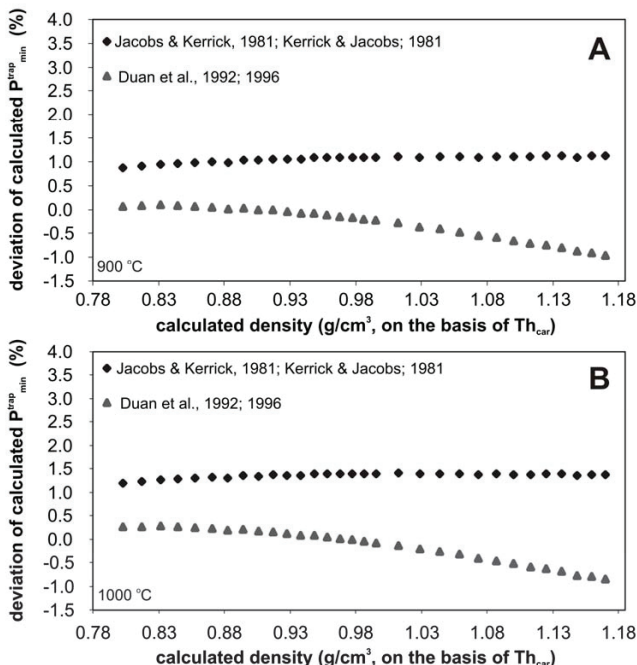 deviation of calculated P^trap_min (%)
4.0
3.5
3.0
2.5
2.0
1.5
1.0
0.5
0.0
-0.5
-1.0
-1.5
Jacobs & Kerrick, 1981; Kerrick & Jacobs; 1981
Duan et al., 1992; 1996
A
900 °C
0.78 0.83 0.88 0.93 0.98 1.03 1.08 1.13 1.18
calculated density (g/cm³, on the basis of Th_car)
deviation of calculated P^trap_min (%)
4.0
3.5
3.0
2.5
2.0
1.5
1.0
0.5
0.0
-0.5
-1.0
-1.5
Jacobs & Kerrick, 1981; Kerrick & Jacobs; 1981
Duan et al., 1992; 1996
B
1000 °C
0.78 0.83 0.88 0.93 0.98 1.03 1.08 1.13 1.18
calculated density (g/cm³, on the basis of Th_car)